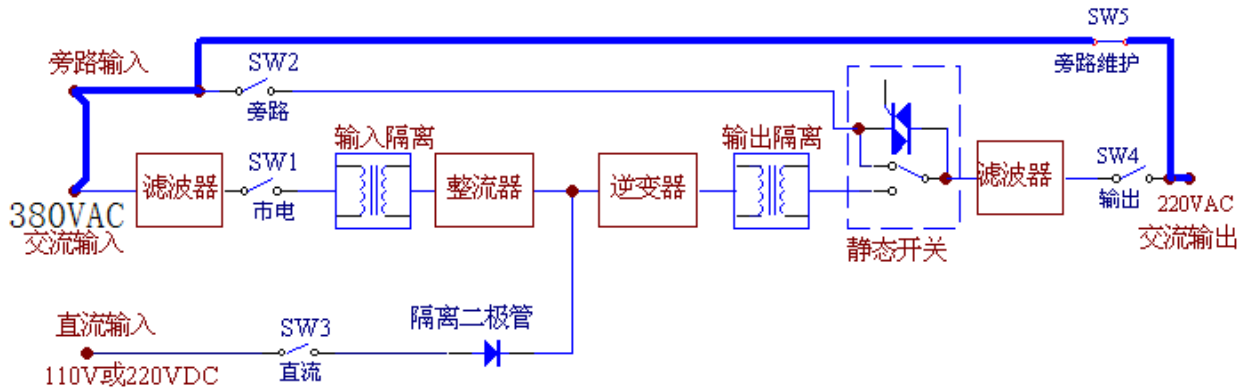 SW5
旁路维护
旁路输入
SW2
旁路
输入隔离
输出隔离
滤波器
SW1
市电
整流器
逆变器
滤波器
SW4
输出
380VAC
交流输入
220VAC
交流输出
静态开关
直流输入
SW3
直流
隔离二极管
110V或220VDC